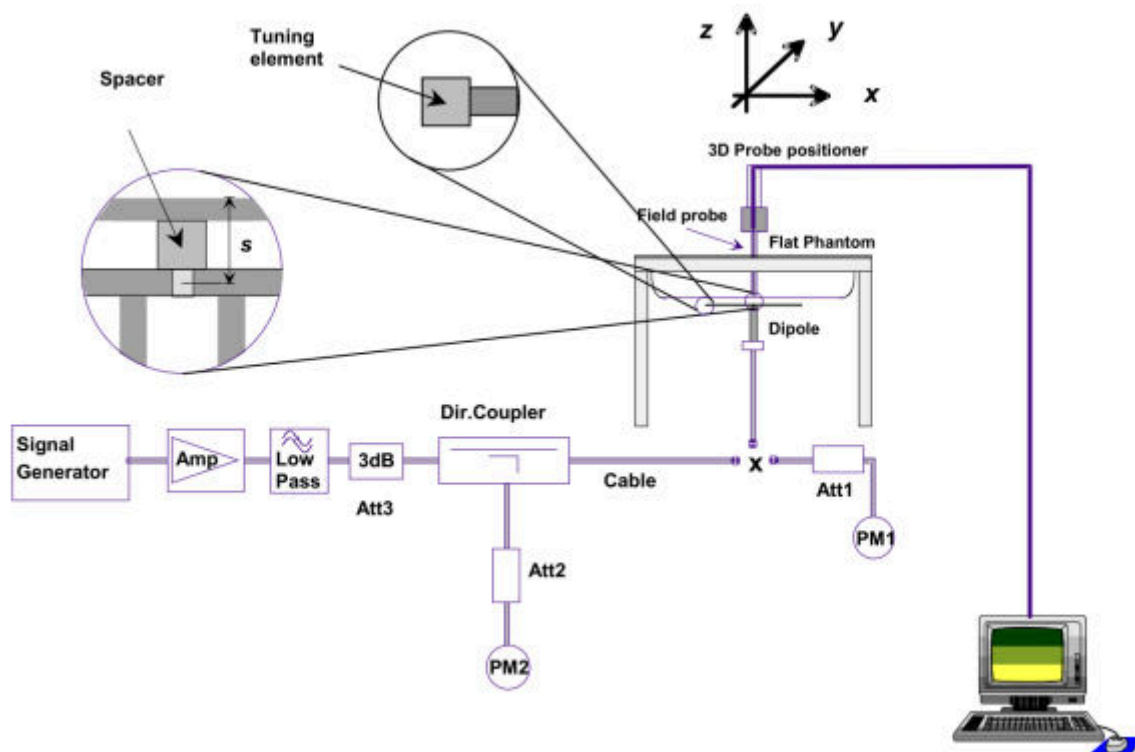 z
y
x
Tuning
element
Spacer
s
3D Probe positioner
Field probe
Flat Phantom
Dipole
Dir.Coupler
Signal
Generator
Amp
Low
Pass
3dB
Att3
Cable
x
Att1
PM1
Att2
PM2